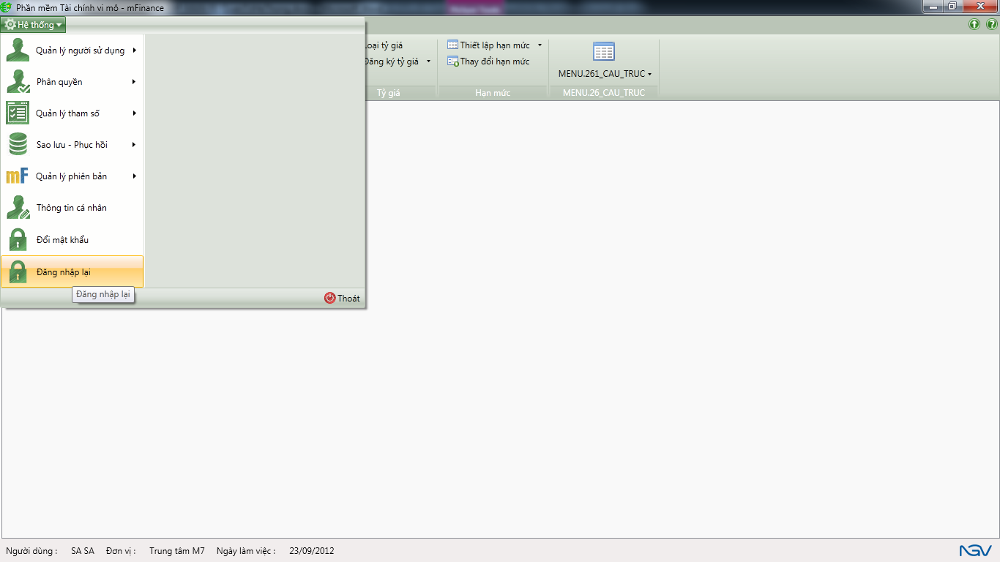 Phần mềm Tài chính vi mô - mFinance
Hệ thống
Quản lý người sử dụng
Phân quyền
Quản lý tham số
Sao lưu - Phục hồi
mF
Quản lý phiên bản
Thông tin cá nhân
Đổi mật khẩu
Đăng nhập lại
Đăng nhập lại
Thoát
Loại tỷ giá
Đăng ký tỷ giá
Tỷ giá
Thiết lập hạn mức
Thay đổi hạn mức
Hạn mức
MENU.261_CAU_TRUC
MENU.26_CAU_TRUC
Người dùng : SA SA Đơn vị : Trung tâm M7 Ngày làm việc : 23/09/2012
NGV